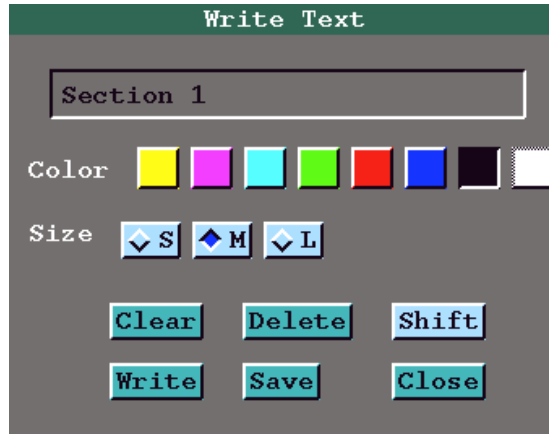 Write Text
Section 1
Color
Size S M L
Clear Delete Shift
Write Save Close